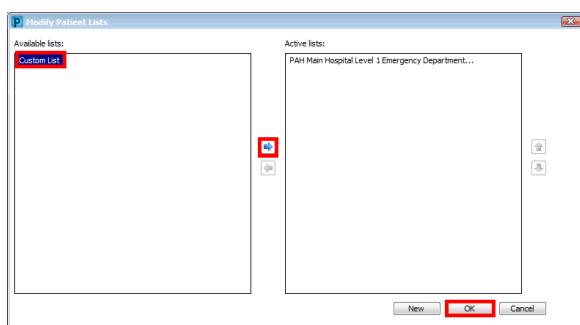 Modify Patient Lists
Available lists:
Active lists:
Custom List
PAH Main Hospital Level 1 Emergency Department...
New
OK
Cancel